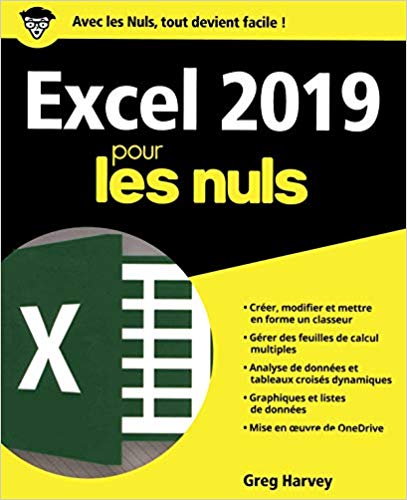 Avec les Nuls, tout devient facile !
Excel 2019
pour
les nuls
X
• Créer, modifier et mettre
en forme un classeur
• Gérer des feuilles de calcul
multiples
• Analyse de données et
tableaux croisés dynamiques
• Graphiques et listes
de données
• Mise en œuvre de OneDrive
Greg Harvey